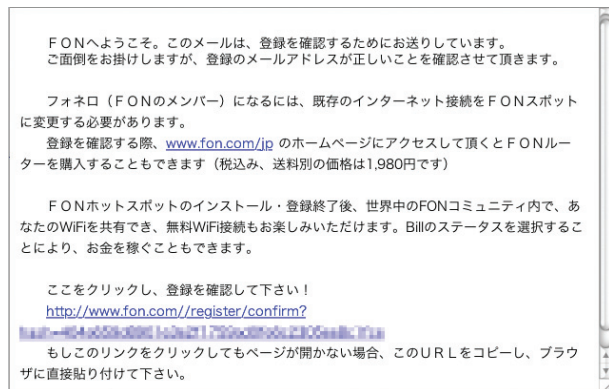 ＦＯＮへようこそ。このメールは、登録を確認するためにお送りしています。
ご面倒をお掛けしますが、登録のメールアドレスが正しいことを確認させて頂きます。
フォネロ（ＦＯＮのメンバー）になるには、既存のインターネット接続をＦＯＮスポット
に変更する必要があります。
登録を確認する際、www.fon.com/jp のホームページにアクセスして頂くとＦＯＮルー
ターを購入することもできます（税込み、送料別の価格は1,980円です）
ＦＯＮホットスポットのインストール・登録終了後、世界中のFONコミュニティ内で、あ
なたのWiFiを共有でき、無料WiFi接続もお楽しみいただけます。Billのステータスを選択するこ
とにより、お金を稼ぐこともできます。
ここをクリックし、登録を確認して下さい！
http://www.fon.com//register/confirm?
もしこのリンクをクリックしてもページが開かない場合、このＵＲＬをコピーし、ブラウ
ザに直接貼り付けて下さい。